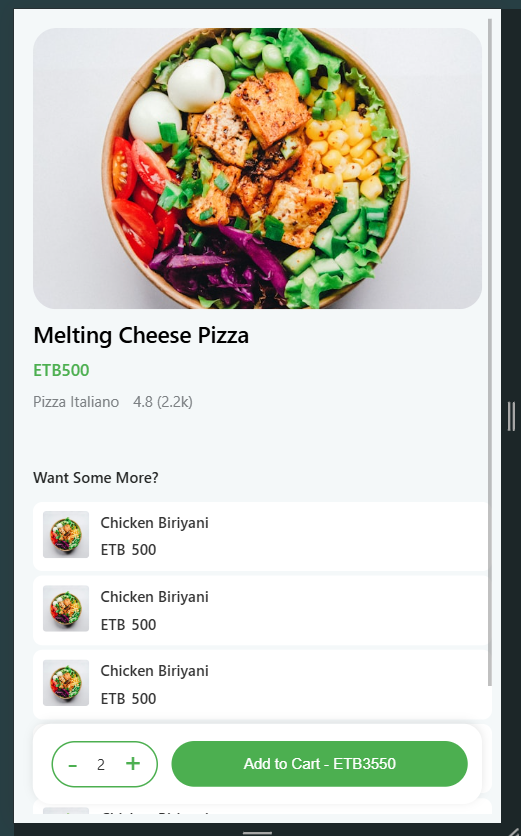 Melting Cheese Pizza
ETB500
Pizza Italiano 4.8 (2.2k)
Want Some More?
Chicken Biriyani
ETB 500
Chicken Biriyani
ETB 500
Chicken Biriyani
ETB 500
- 2 +
Add to Cart - ETB3550